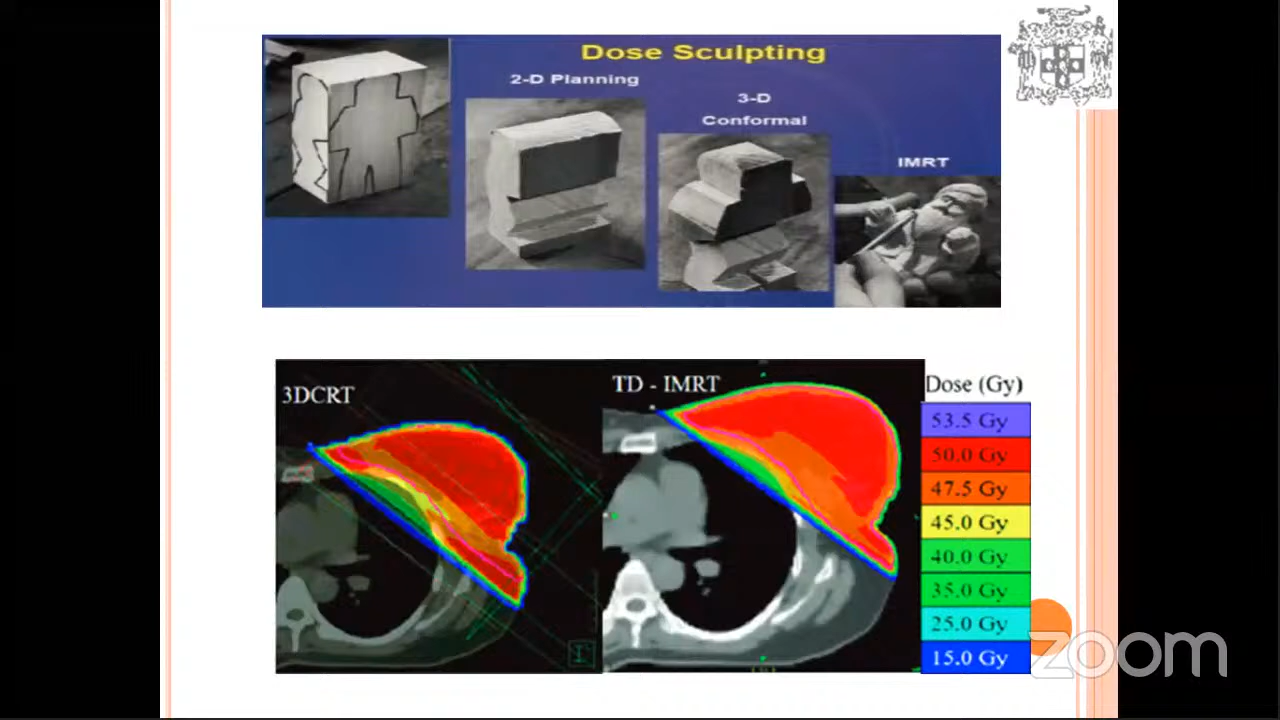 Dose Sculpting
2-D Planning
3-D
Conformal
IMRT
3DCRT
TD - IMRT
Dose (Gy)
53.5 Gy
50.0 Gy
47.5 Gy
45.0 Gy
40.0 Gy
35.0 Gy
25.0 Gy
15.0 Gy
zoom